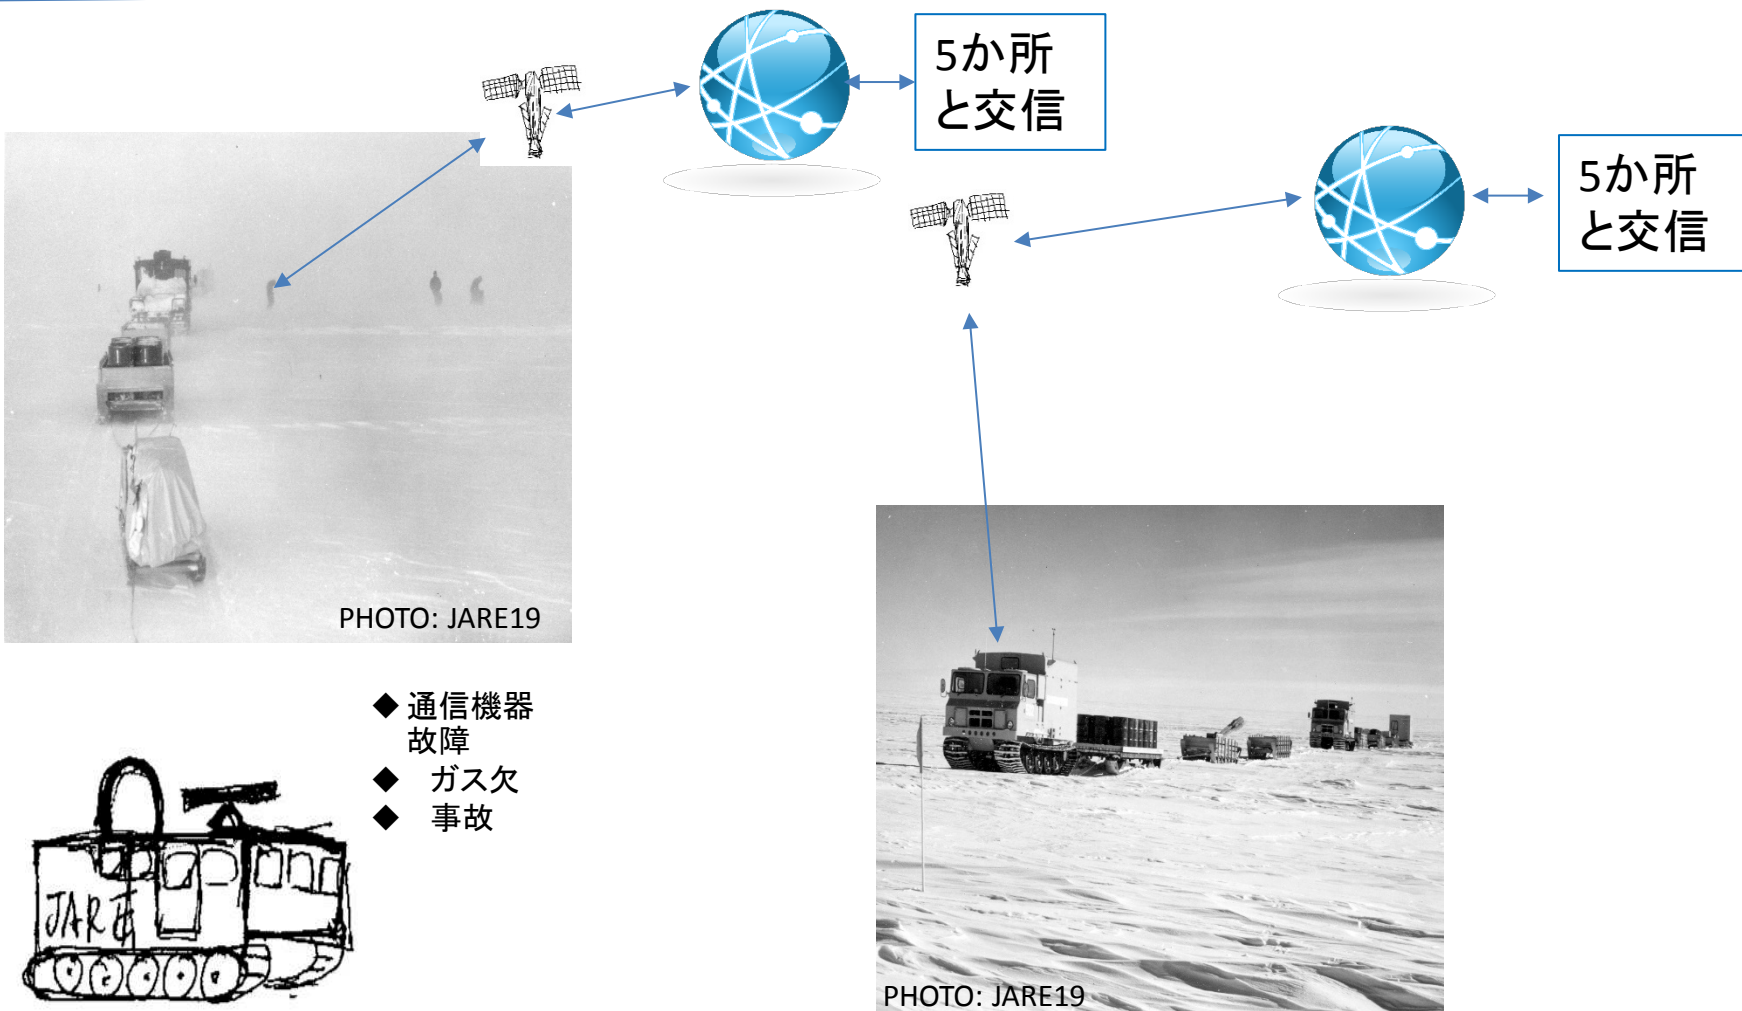 5か所
と交信
5か所
と交信
PHOTO: JARE19
◆ 通信機器
故障
◆ ガス欠
◆ 事故
JARE
PHOTO: JARE19